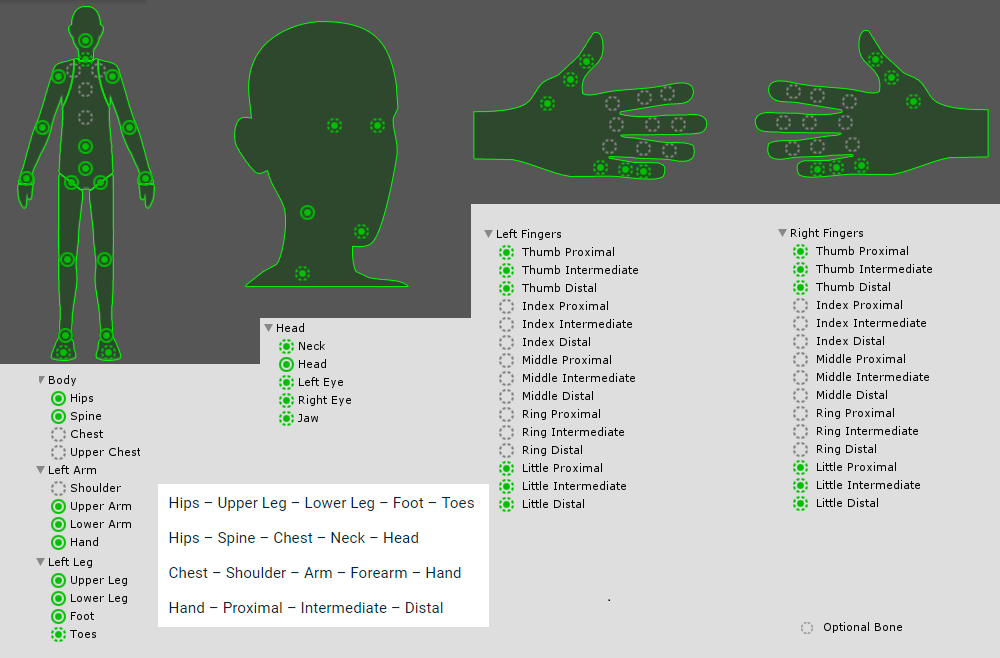 Body
Hips
Spine
Chest
Upper Chest
Left Arm
Shoulder
Upper Arm
Lower Arm
Hand
Left Leg
Upper Leg
Lower Leg
Foot
Toes
Head
Neck
Head
Left Eye
Right Eye
Jaw
Hips – Upper Leg – Lower Leg – Foot – Toes
Hips – Spine – Chest – Neck – Head
Chest – Shoulder – Arm – Forearm – Hand
Hand – Proximal – Intermediate – Distal
Left Fingers
Thumb Proximal
Thumb Intermediate
Thumb Distal
Index Proximal
Index Intermediate
Index Distal
Middle Proximal
Middle Intermediate
Middle Distal
Ring Proximal
Ring Intermediate
Ring Distal
Little Proximal
Little Intermediate
Little Distal
Right Fingers
Thumb Proximal
Thumb Intermediate
Thumb Distal
Index Proximal
Index Intermediate
Index Distal
Middle Proximal
Middle Intermediate
Middle Distal
Ring Proximal
Ring Intermediate
Ring Distal
Little Proximal
Little Intermediate
Little Distal
Optional Bone